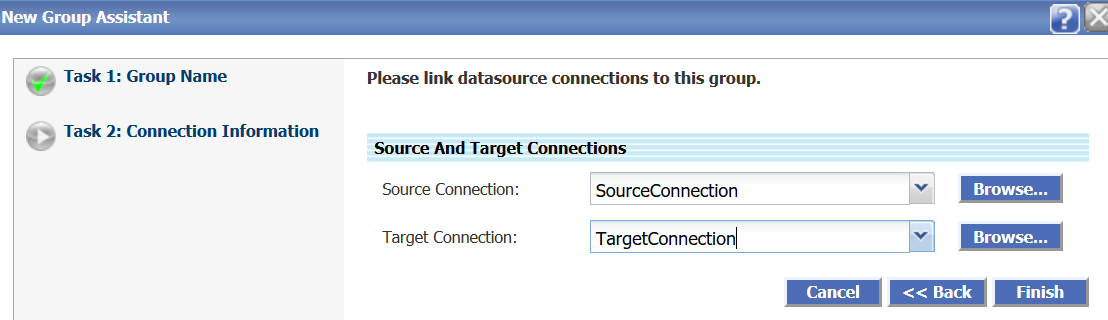 New Group Assistant
Task 1: Group Name
Please link datasource connections to this group.
Task 2: Connection Information
Source And Target Connections
Source Connection: SourceConnection Browse...
Target Connection: TargetConnection Browse...
Cancel << Back Finish